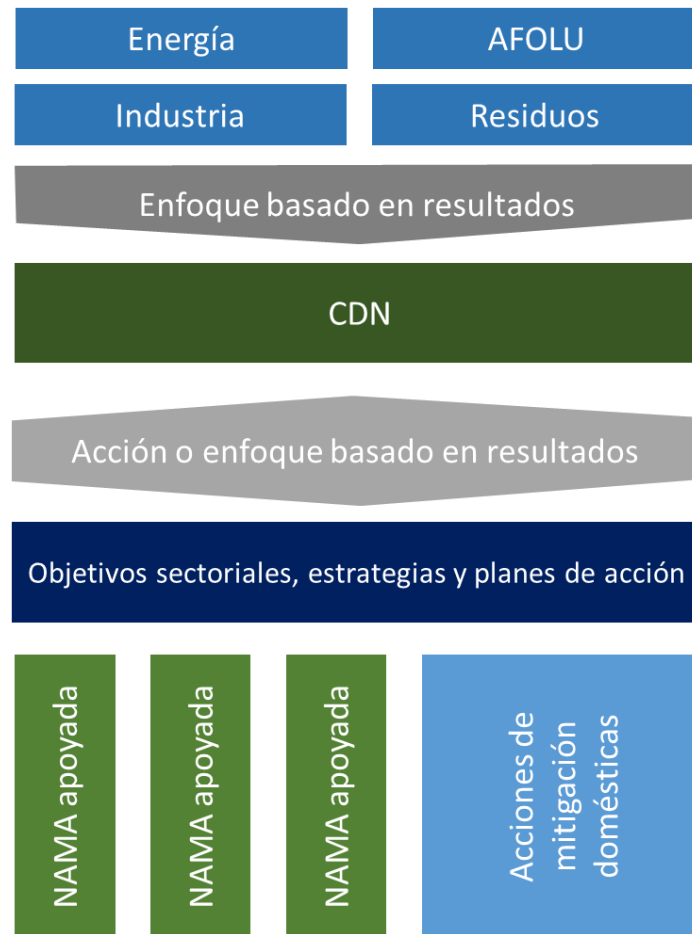 Energía
AFOLU
Industria
Residuos
Enfoque basado en resultados
CDN
Acción o enfoque basado en resultados
Objetivos sectoriales, estrategias y planes de acción
NAMA apoyada
NAMA apoyada
NAMA apoyada
Acciones de
mitigación
domésticas